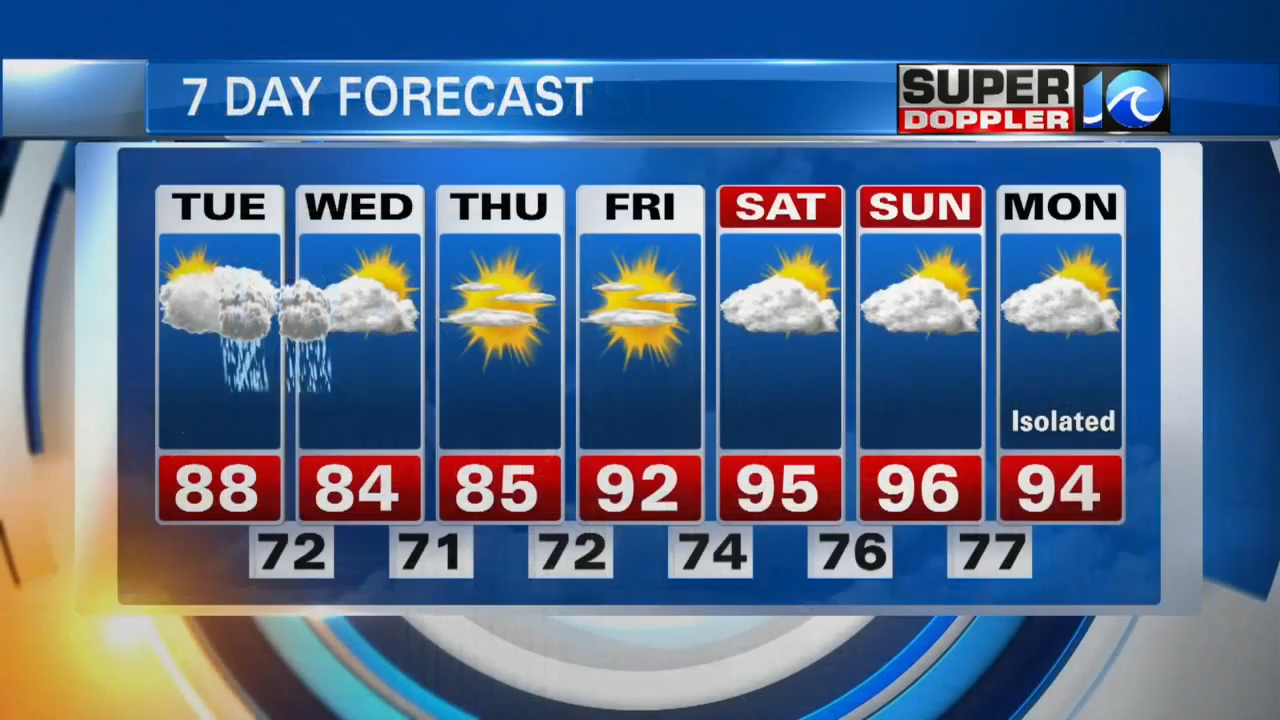 7 DAY FORECAST
SUPER
DOPPLER 10
TUE WED THU FRI SAT SUN MON
Isolated
88 84 85 92 95 96 94
72 71 72 74 76 77